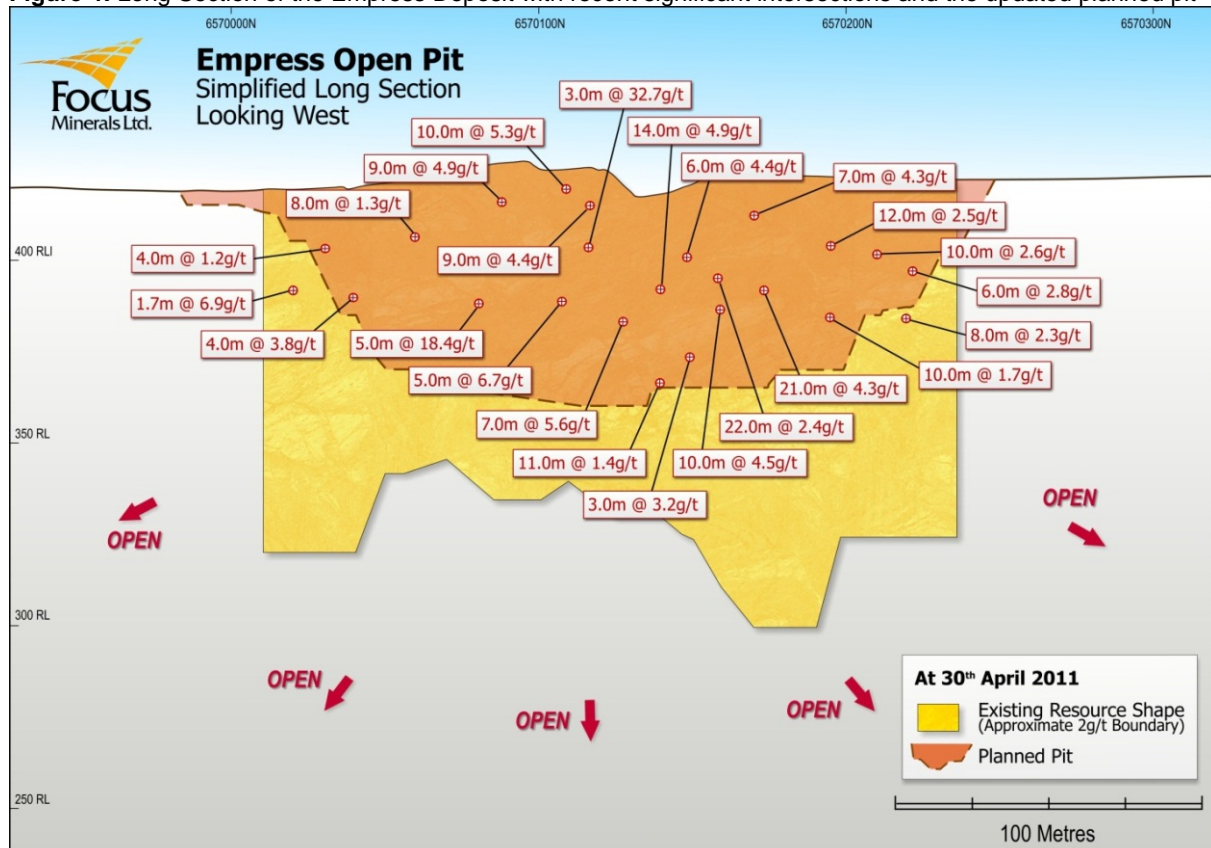 Figure 1: Long Section of the Empress Deposit with recent significant intersections and the updated planned pit
6570000N
6570100N
6570200N
6570300N
Focus
Minerals Ltd.
Empress Open Pit
Simplified Long Section
Looking West
3.0m @ 32.7g/t
10.0m @ 5.3g/t
14.0m @ 4.9g/t
9.0m @ 4.9g/t
6.0m @ 4.4g/t
7.0m @ 4.3g/t
8.0m @ 1.3g/t
12.0m @ 2.5g/t
400 RLI
4.0m @ 1.2g/t
9.0m @ 4.4g/t
10.0m @ 2.6g/t
6.0m @ 2.8g/t
1.7m @ 6.9g/t
8.0m @ 2.3g/t
4.0m @ 3.8g/t
5.0m @ 18.4g/t
5.0m @ 6.7g/t
21.0m @ 4.3g/t
10.0m @ 1.7g/t
7.0m @ 5.6g/t
22.0m @ 2.4g/t
350 RL
11.0m @ 1.4g/t
10.0m @ 4.5g/t
3.0m @ 3.2g/t
OPEN
OPEN
300 RL
OPEN
OPEN
OPEN
At 30th April 2011
Existing Resource Shape
(Approximate 2g/t Boundary)
Planned Pit
250 RL
100 Metres